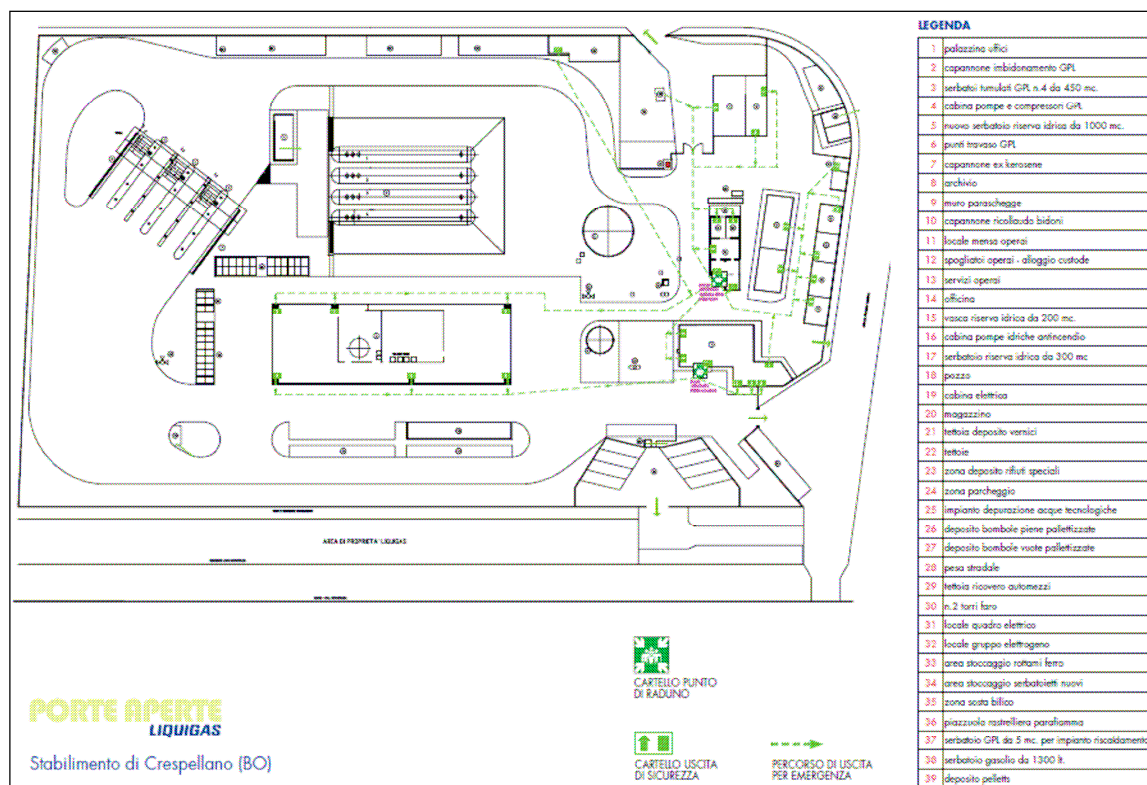 LEGENDA
1 palazzina uffici
2 capannone imbidonamento GPL
3 serbatoi tumulati GPL n.4 da 450 mc.
4 cabina pompe e compressori GPL
5 nuovo serbatoio riserva idrica da 1000 mc.
6 punti travaso GPL
7 capannone ex kerosene
8 archivio
9 muro paraschegge
10 capannone ricollaudo bidoni
11 locale mensa operai
12 spogliatoi operai - alloggio custode
13 servizi operai
14 officina
15 vasca riserva idrica da 200 mc.
16 cabina pompe idriche antincendio
17 serbatoio riserva idrica da 300 mc
18 pozzo
19 cabina elettrica
20 magazzino
21 tettoia deposito vernici
22 tettoie
23 zona deposito rifiuti speciali
24 zona parcheggio
25 impianto depurazione acque tecnologiche
26 deposito bombole piene pallettizzate
27 deposito bombole vuote pallettizzate
28 pesa stradale
29 tettoia ricovero automezzi
30 n.2 torri faro
31 locale quadro elettrico
32 locale gruppo elettrogeno
33 area stoccaggio rottami ferro
34 area stoccaggio serbatoietti nuovi
35 zona sosta bilico
36 piazzuola rastrelliera parafiamma
37 serbatoio GPL da 5 mc. per impianto riscaldamento
38 serbatoio gasolio da 1300 lt.
39 deposito pellets
AREA DI PROPRIETA' LIQUIGAS
CARTELLO PUNTO
DI RADUNO
PORTE APERTE
LIQUIGAS
Stabilimento di Crespellano (BO)
CARTELLO USCITA
DI SICUREZZA
PERCORSO DI USCITA
PER EMERGENZA